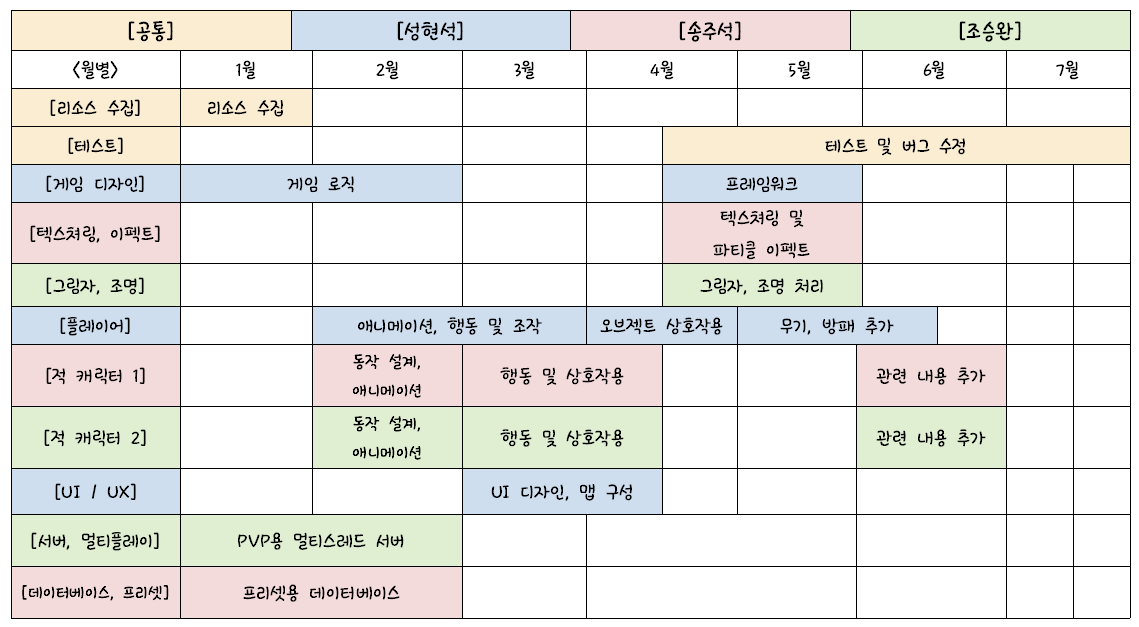 [공통] [성현석] [송주석] [조승완]
<월별> 1월 2월 3월 4월 5월 6월 7월
[리소스 수집] 리소스 수집
[테스트] 테스트 및 버그 수정
[게임 디자인] 게임 로직 프레임워크
[텍스쳐링, 이펙트] 텍스쳐링 및
파티클 이펙트
[그림자, 조명] 그림자, 조명 처리
[플레이어] 애니메이션, 행동 및 조작 오브젝트 상호작용 무기, 방패 추가
[적 캐릭터 1] 동작 설계,
애니메이션 행동 및 상호작용 관련 내용 추가
[적 캐릭터 2] 동작 설계,
애니메이션 행동 및 상호작용 관련 내용 추가
[UI / UX] UI 디자인, 맵 구성
[서버, 멀티플레이] PVP용 멀티스레드 서버
[데이터베이스, 프리셋] 프리셋용 데이터베이스